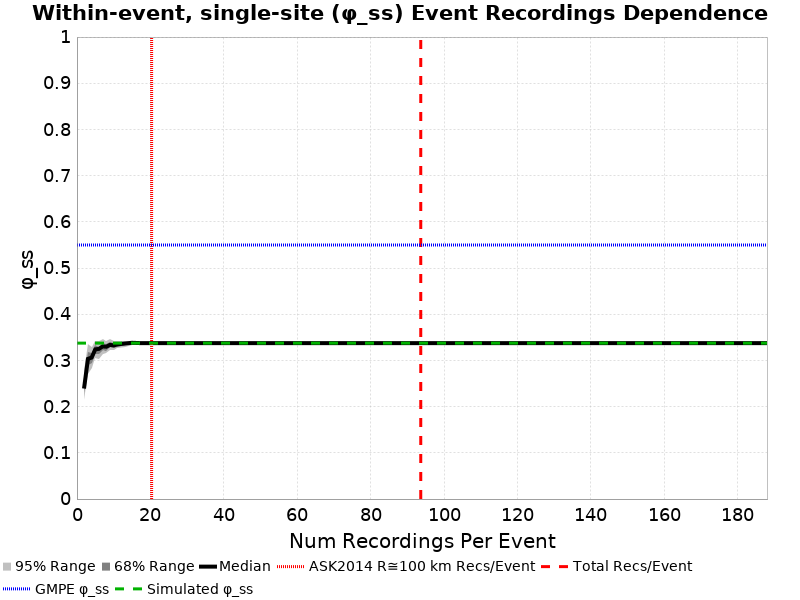 Within-event, single-site (φ_ss) Event Recordings Dependence
1
0.9
0.8
0.7
0.6
0.5
0.4
0.3
0.2
0.1
0
φ_ss
0 20 40 60 80 100 120 140 160 180
Num Recordings Per Event
95% Range 68% Range Median ASK2014 R≅100 km Recs/Event Total Recs/Event
GMPE φ_ss Simulated φ_ss